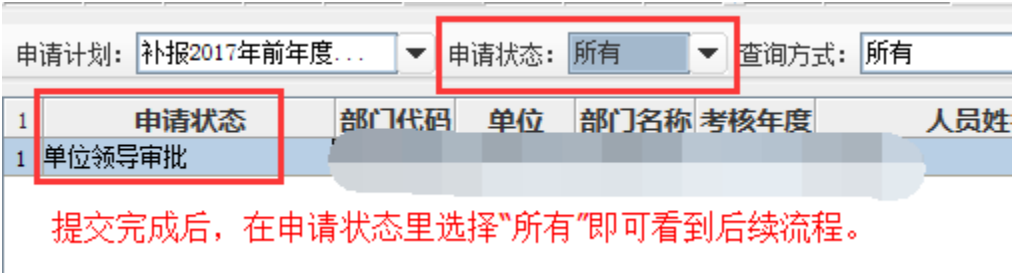 申请计划： 补报2017年前年度... 申请状态： 所有 查询方式： 所有
1 申请状态 部门代码 单位 部门名称 考核年度 人员姓
1 单位领导审批
提交完成后，在申请状态里选择“所有”即可看到后续流程。